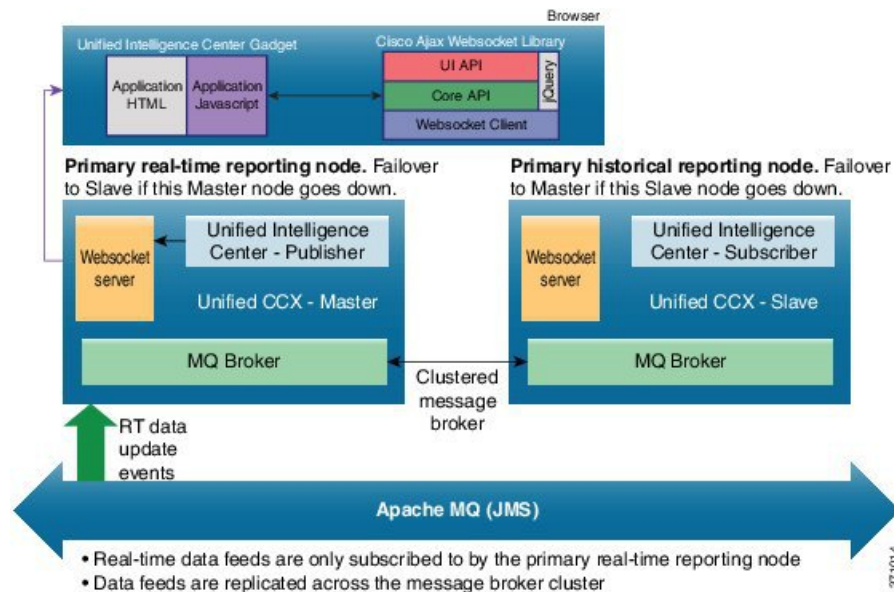 Browser
Unified Intelligence Center Gadget
Application
HTML
Application
Javascript
Cisco Ajax Websocket Library
UI API
Core API
jQuery
Websocket Client
Primary real-time reporting node. Failover
to Slave if this Master node goes down.
Primary historical reporting node. Failover
to Master if this Slave node goes down.
Websocket
server
Unified Intelligence
Center - Publisher
Unified CCX - Master
MQ Broker
Websocket
server
Unified Intelligence
Center - Subscriber
Unified CCX - Slave
MQ Broker
Clustered
message
broker
RT data
update
events
Apache MQ (JMS)
• Real-time data feeds are only subscribed to by the primary real-time reporting node
• Data feeds are replicated across the message broker cluster